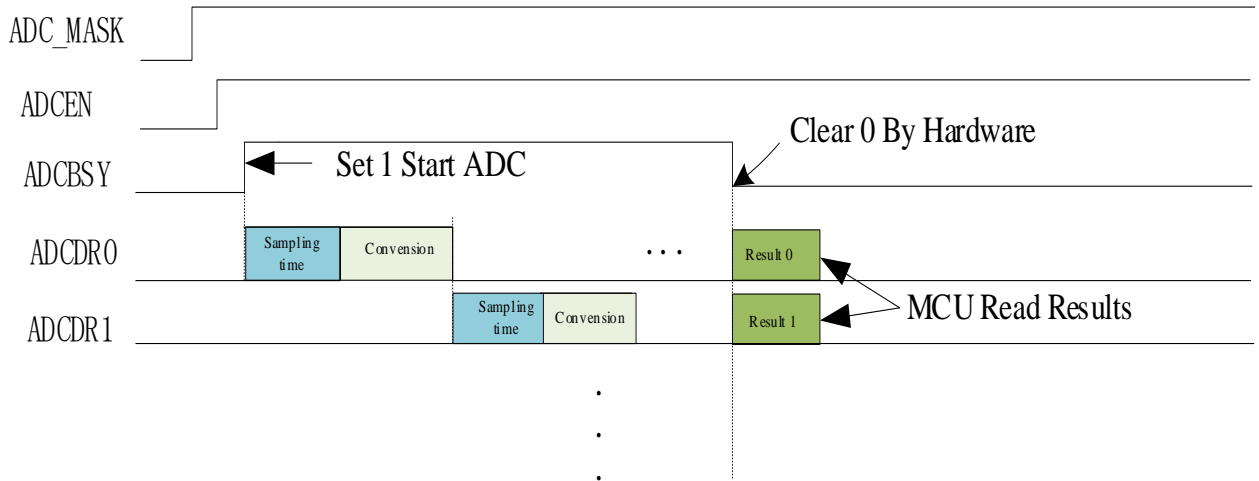 ADC_MASK
ADCEN
Clear 0 By Hardware
Set 1 Start ADC
ADCBSY
Sampling
time
Convension
ADCDR0
. . .
Result 0
MCU Read Results
Sampling
time
Convension
ADCDR1
Result 1